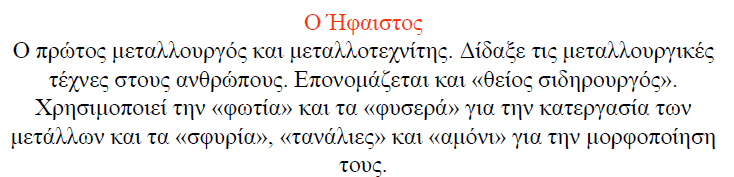 Ο Ήφαιστος
Ο πρώτος μεταλλουργός και μεταλλοτεχνίτης. Δίδαξε τις μεταλλουργικές
τέχνες στους ανθρώπους. Επονομάζεται και «θείος σιδηρουργός».
Χρησιμοποιεί την «φωτία» και τα «φυσερά» για την κατεργασία των
μετάλλων και τα «σφυρία», «τανάλιες» και «αμόνι» για την μορφοποίηση
τους.